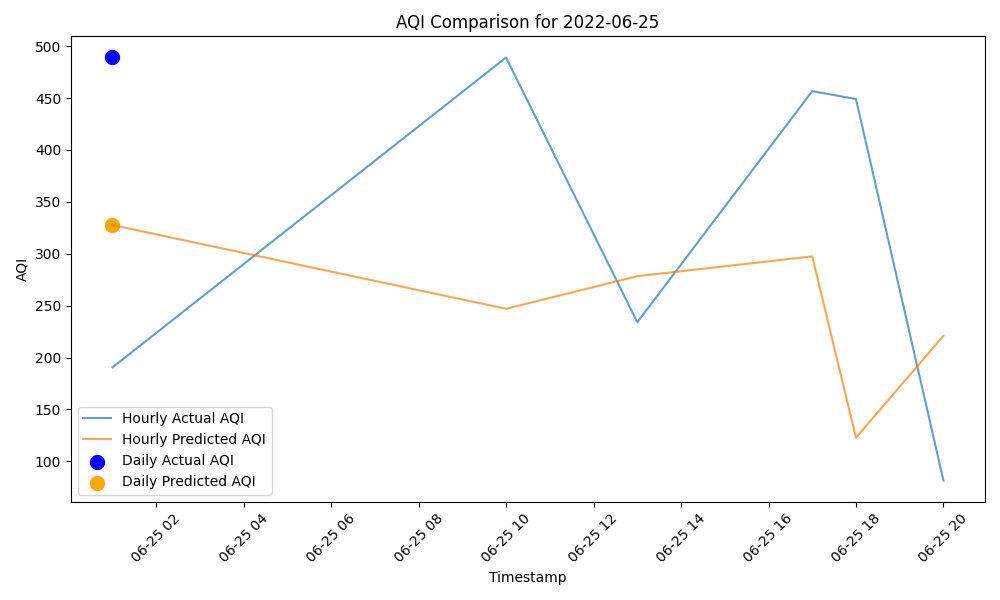 AQI Comparison for 2022-06-25
500
450
400
350
300
250
200
150
100
AQI
Hourly Actual AQI
Hourly Predicted AQI
Daily Actual AQI
Daily Predicted AQI
06-25 02
06-25 04
06-25 06
06-25 08
06-25 10
06-25 12
06-25 14
06-25 16
06-25 18
06-25 20
Timestamp